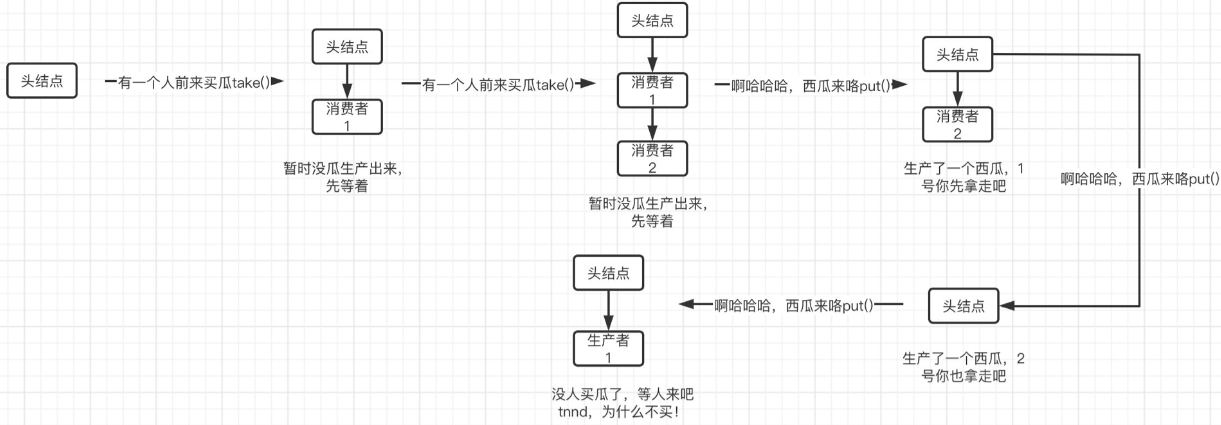 头结点
有一个人前来买瓜take()
头结点
消费者
1
暂时没瓜生产出来，
先等着
有一个人前来买瓜take()
头结点
消费者
1
消费者
2
暂时没瓜生产出来，
先等着
啊哈哈哈，西瓜来咯put()
头结点
消费者
2
生产了一个西瓜，1
号你先拿走吧
啊哈哈哈，西瓜来咯put()
头结点
生产了一个西瓜，2
号你也拿走吧
啊哈哈哈，西瓜来咯put()
头结点
生产者
1
没人买瓜了，等人来吧
tnnd，为什么不买！